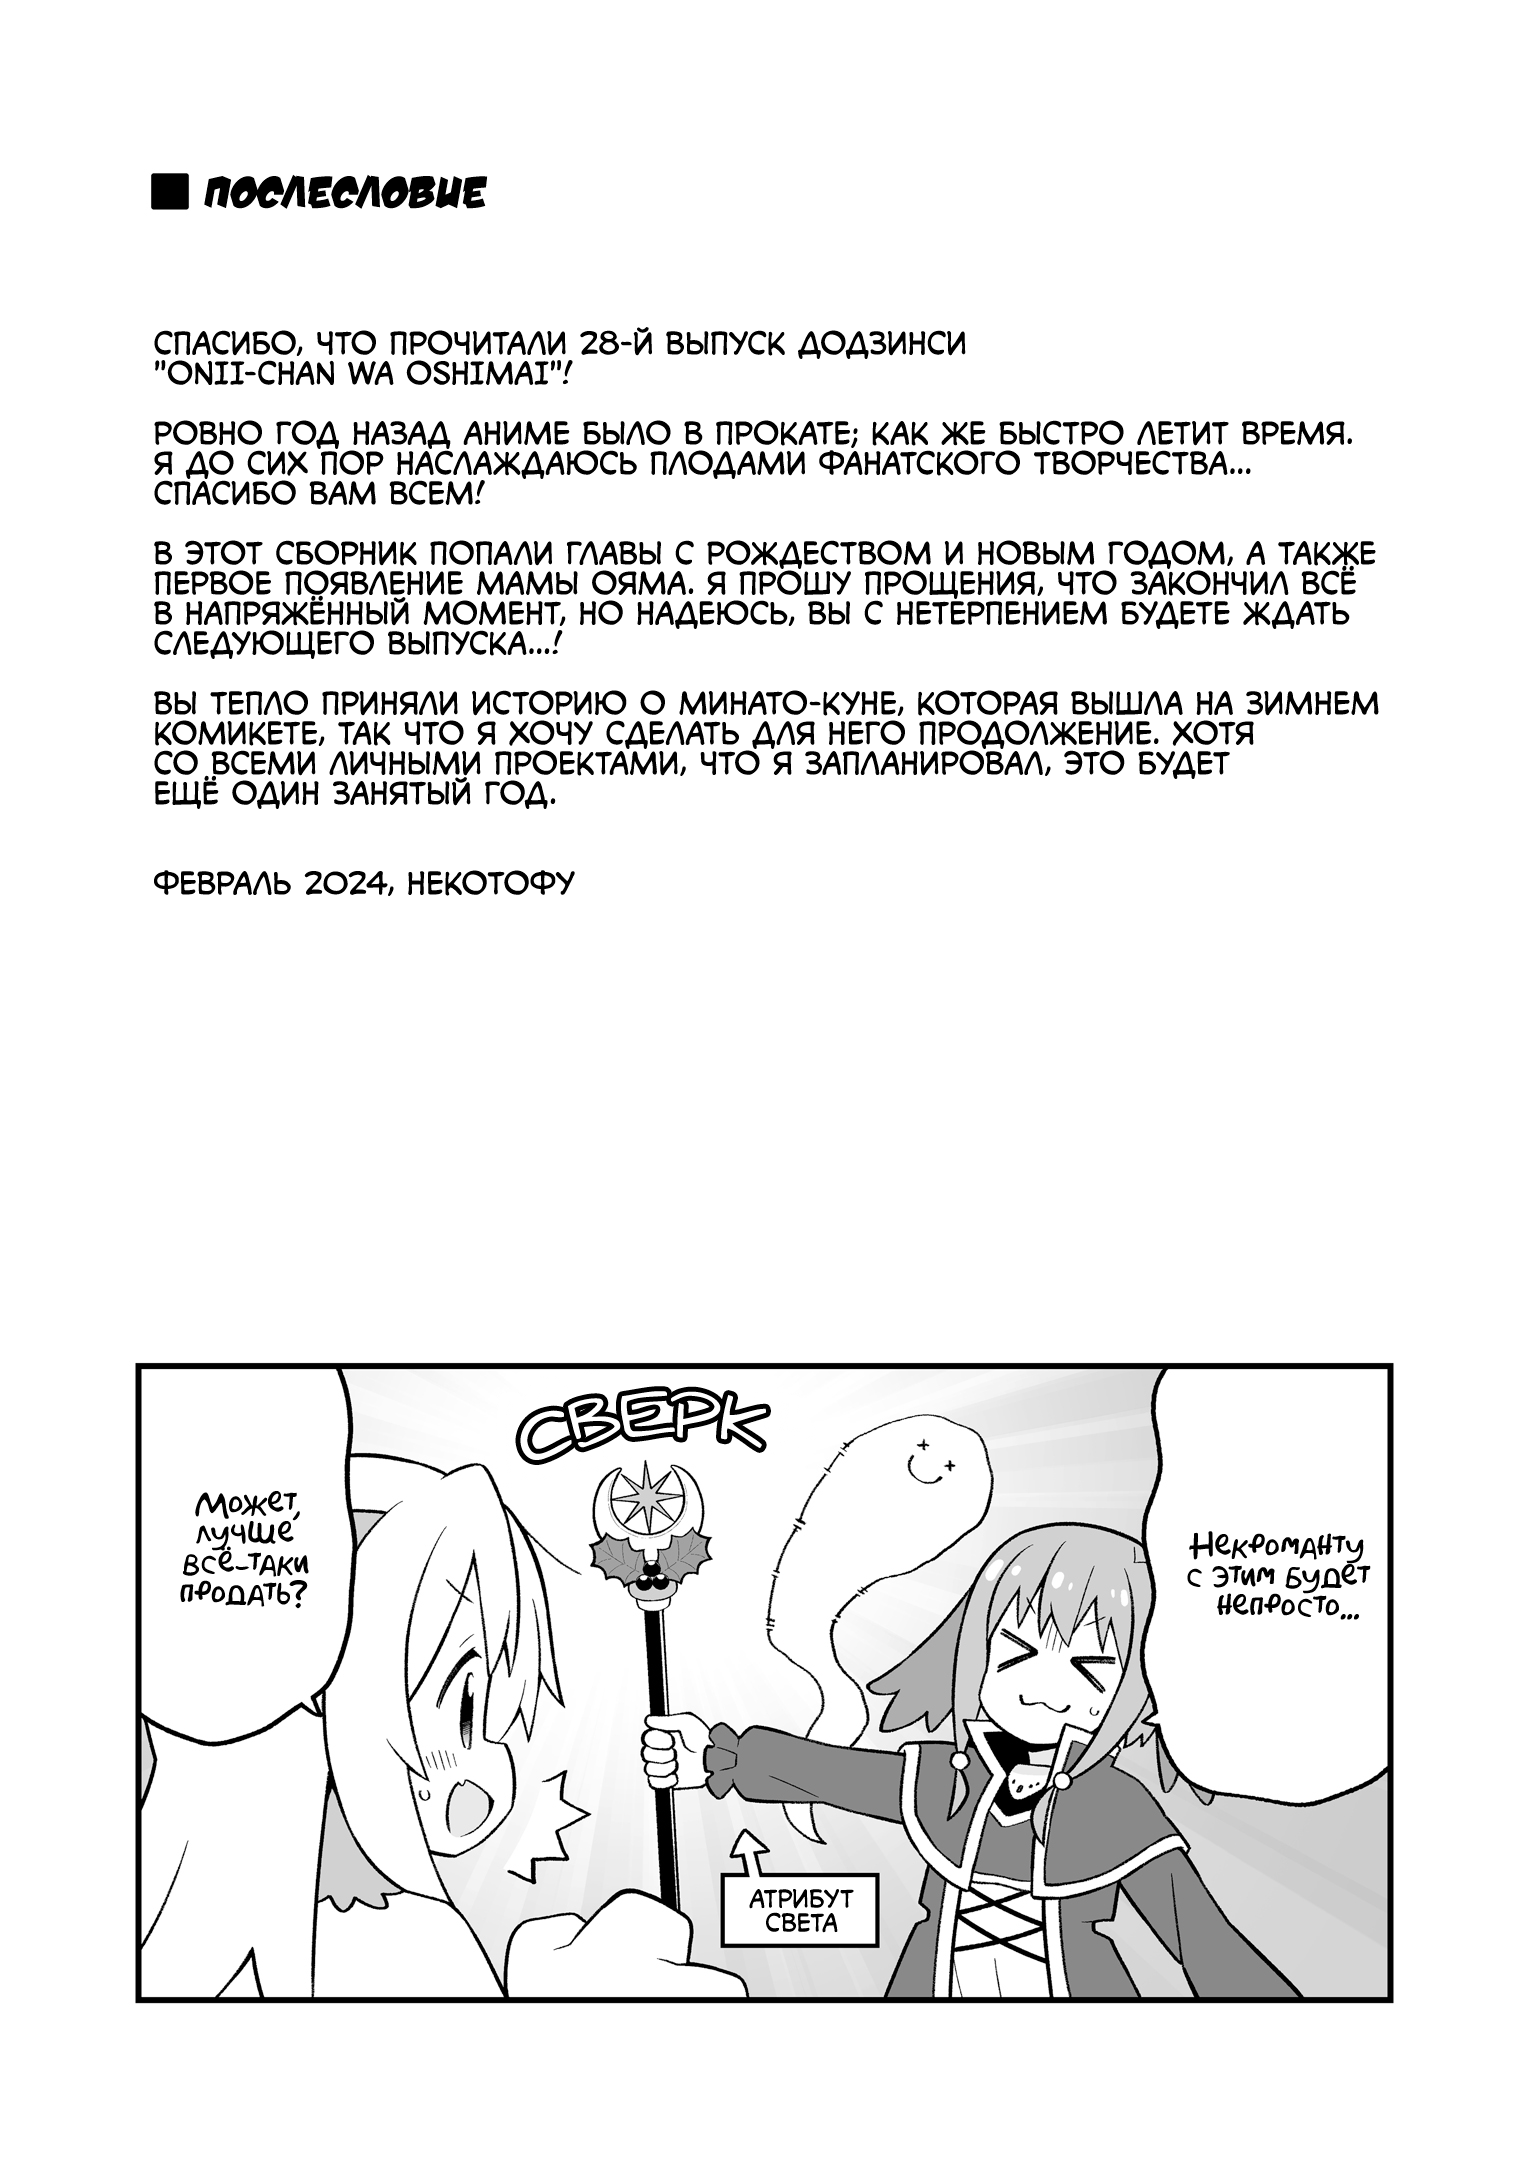 ПОСЛЕСЛОВИЕ
СПАСИБО, ЧТО ПРОЧИТАЛИ 28-Й ВЫПУСК ДОДЗИНСИ
"ONII-CHAN WA OSHIMAI"!
РОВНО ГОД НАЗАД АНИМЕ БЫЛО В ПРОКАТЕ; КАК ЖЕ БЫСТРО ЛЕТИТ ВРЕМЯ.
Я ДО СИХ ПОР НАСЛАЖДАЮСЬ ПЛОДАМИ ФАНАТСКОГО ТВОРЧЕСТВА...
СПАСИБО ВАМ ВСЕМ!
В ЭТОТ СБОРНИК ПОПАЛИ ГЛАВЫ С РОЖДЕСТВОМ И НОВЫМ ГОДОМ, А ТАКЖЕ
ПЕРВОЕ ПОЯВЛЕНИЕ МАМЫ ОЯМА. Я ПРОШУ ПРОЩЕНИЯ, ЧТО ЗАКОНЧИЛ ВСЁ
В НАПРЯЖЁННЫЙ МОМЕНТ, НО НАДЕЮСЬ, ВЫ С НЕТЕРПЕНИЕМ БУДЕТЕ ЖДАТЬ
СЛЕДУЮЩЕГО ВЫПУСКА...!
ВЫ ТЕПЛО ПРИНЯЛИ ИСТОРИЮ О МИНАТО-КУНЕ, КОТОРАЯ ВЫШЛА НА ЗИМНЕМ
КОМИКЕТЕ, ТАК ЧТО Я ХОЧУ СДЕЛАТЬ ДЛЯ НЕГО ПРОДОЛЖЕНИЕ. ХОТЯ
СО ВСЕМИ ЛИЧНЫМИ ПРОЕКТАМИ, ЧТО Я ЗАПЛАНИРОВАЛ, ЭТО БУДЕТ
ЕЩЁ ОДИН ЗАНЯТЫЙ ГОД.
ФЕВРАЛЬ 2024, НЕКОТОФУ
СВЕРК
Некроманту
с этим будет
непросто...
Может,
лучше
всё-таки
продать?
АТРИБУТ
СВЕТА